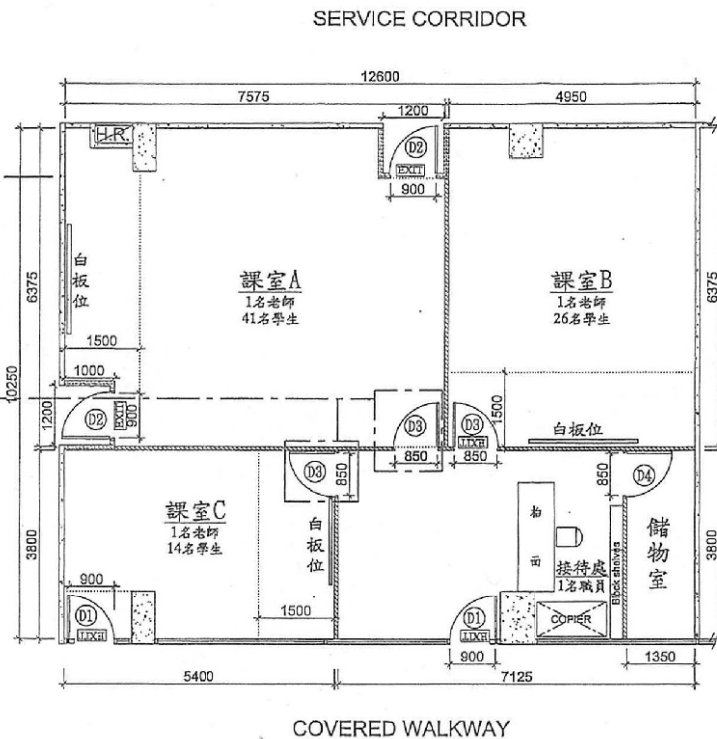 SERVICE CORRIDOR
12600
7575
4950
1200
H.R.
D2
EXIT
900
6375
白板位
課室A
1名老師
41名學生
課室B
1名老師
26名學生
6375
1500
1000
10250
1200
D2
EXIT
900
1500
D3
D3
EXIT
白板位
850
850
3800
D3
850
850
D4
課室C
1名老師
14名學生
白板位
儲物室
3800
接待處
1名職員
Block shelves
900
1500
D1
EXIT
D1
EXIT
COPIER
900
1350
5400
7125
COVERED WALKWAY